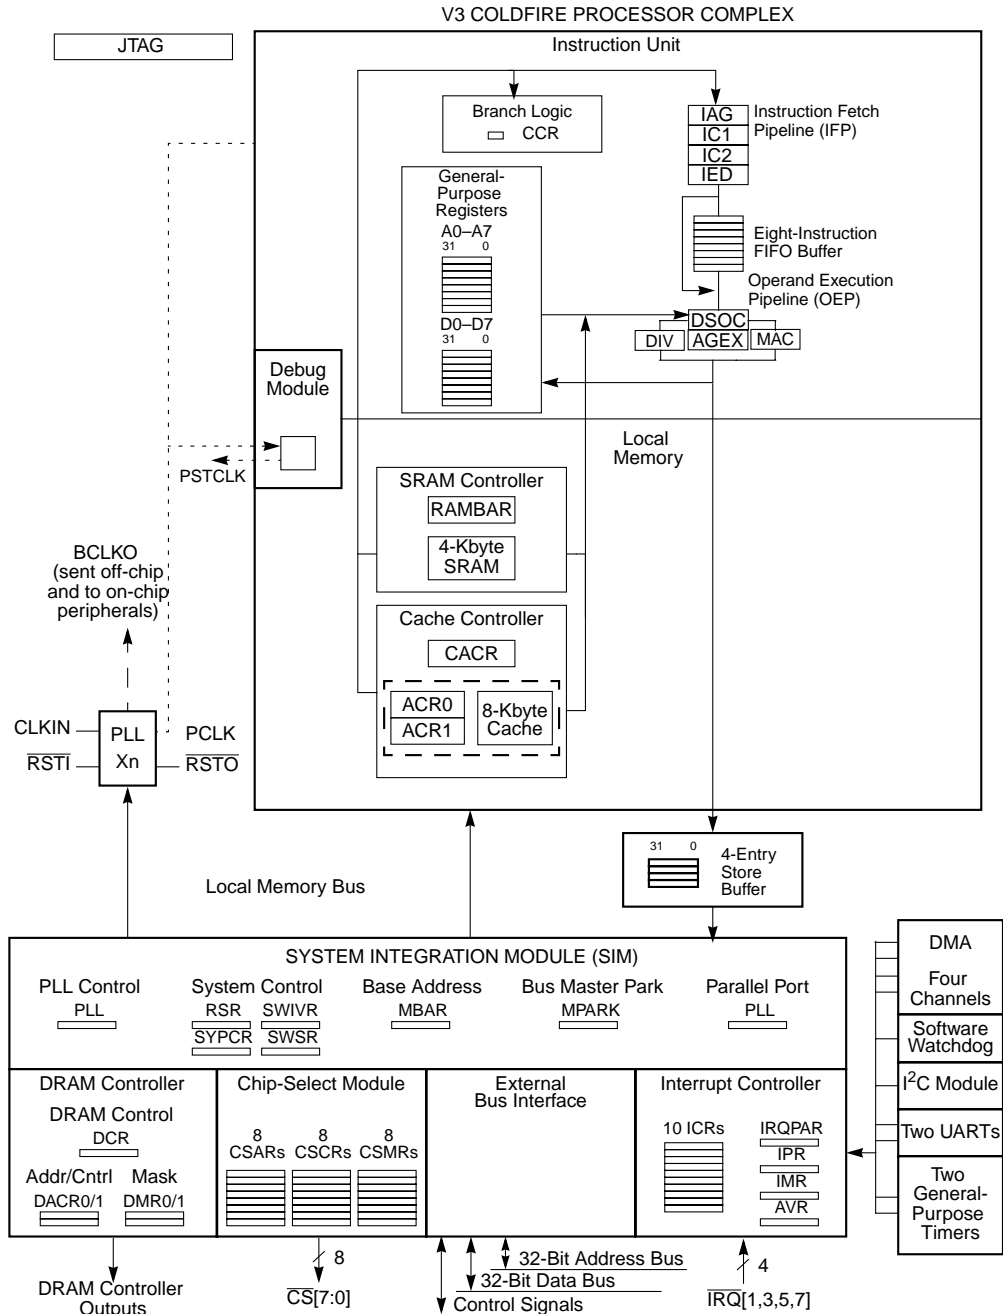 V3 COLDFIRE PROCESSOR COMPLEX
JTAG
Instruction Unit
Branch Logic
CCR
IAG
IC1
IC2
IED
Instruction Fetch
Pipeline (IFP)
General-
Purpose
Registers
A0–A7
31 0
D0–D7
31 0
Eight-Instruction
FIFO Buffer
Operand Execution
Pipeline (OEP)
DSOC
DIV
AGEX
MAC
Debug
Module
PSTCLK
Local
Memory
SRAM Controller
RAMBAR
4-Kbyte
SRAM
BCLKO
(sent off-chip
and to on-chip
peripherals)
Cache Controller
CACR
ACR0
ACR1
8-Kbyte
Cache
CLKIN
PLL
Xn
PCLK
RSTI
RSTO
31 0
4-Entry
Store
Buffer
Local Memory Bus
SYSTEM INTEGRATION MODULE (SIM)
PLL Control
PLL
System Control
RSR SWIVR
SYPCR SWSR
Base Address
MBAR
Bus Master Park
MPARK
Parallel Port
PLL
DMA
Four
Channels
Software
Watchdog
I2C Module
Two UARTs
Two
General-
Purpose
Timers
DRAM Controller
DRAM Control
DCR
Addr/Cntrl
DACR0/1
Mask
DMR0/1
Chip-Select Module
8
CSARs
8
CSCRs
8
CSMRs
External
Bus Interface
Interrupt Controller
10 ICRs
IRQPAR
IPR
IMR
AVR
DRAM Controller
Outputs
8
CS[7:0]
32-Bit Address Bus
32-Bit Data Bus
Control Signals
4
IRQ[1,3,5,7]